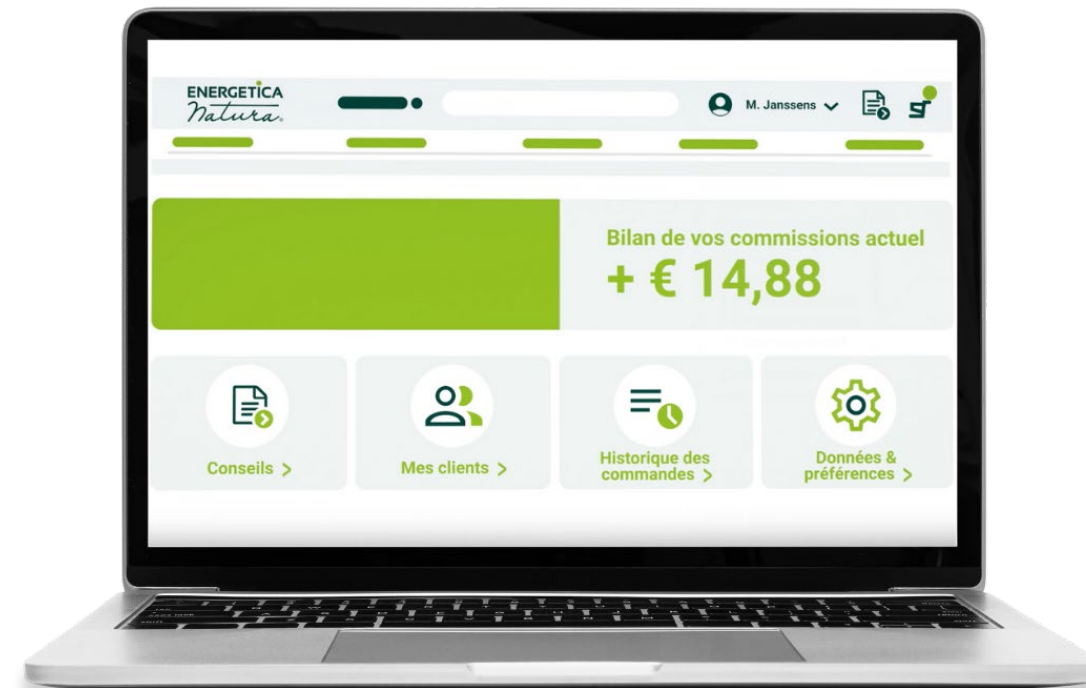 ENERGETICA
Natura.
M. Janssens
Bilan de vos commissions actuel
+ € 14,88
Conseils >
Mes clients >
Historique des
commandes >
Données &
préférences >